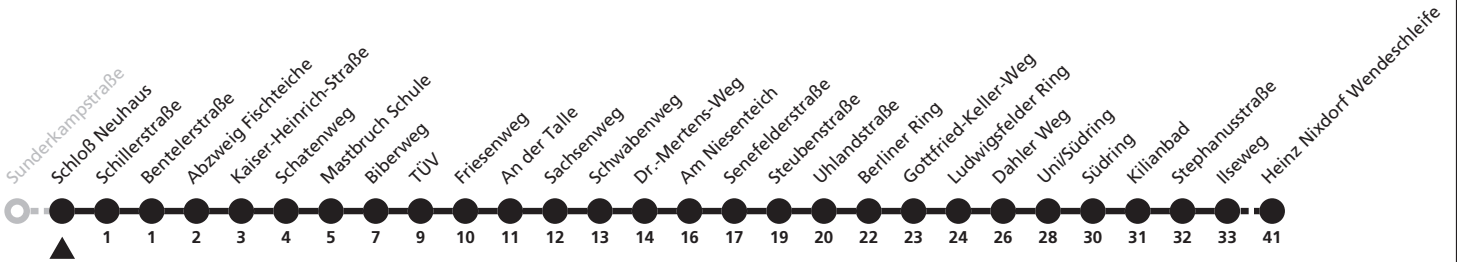 Sunderkampstraße
Schloß Neuhaus
Schillerstraße
Bentelerstraße
Abzweig Fischteiche
Kaiser-Heinrich-Straße
Schatenweg
Mastbruch Schule
Biberweg
TÜV
Friesenweg
An der Talle
Sachsenweg
Schwabenweg
Dr.-Mertens-Weg
Am Niesenteich
Senefelderstraße
Steubenstraße
Uhlandstraße
Berliner Ring
Gottfried-Keller-Weg
Ludwigsfelder Ring
Dahler Weg
Uni/Südring
Südring
Kilianbad
Stephanusstraße
Ilseweg
Heinz Nixdorf Wendeschleife
1 1 2 3 4 5 7 9 10 11 12 13 14 16 17 19 20 22 23 24 26 28 30 31 32 33 41